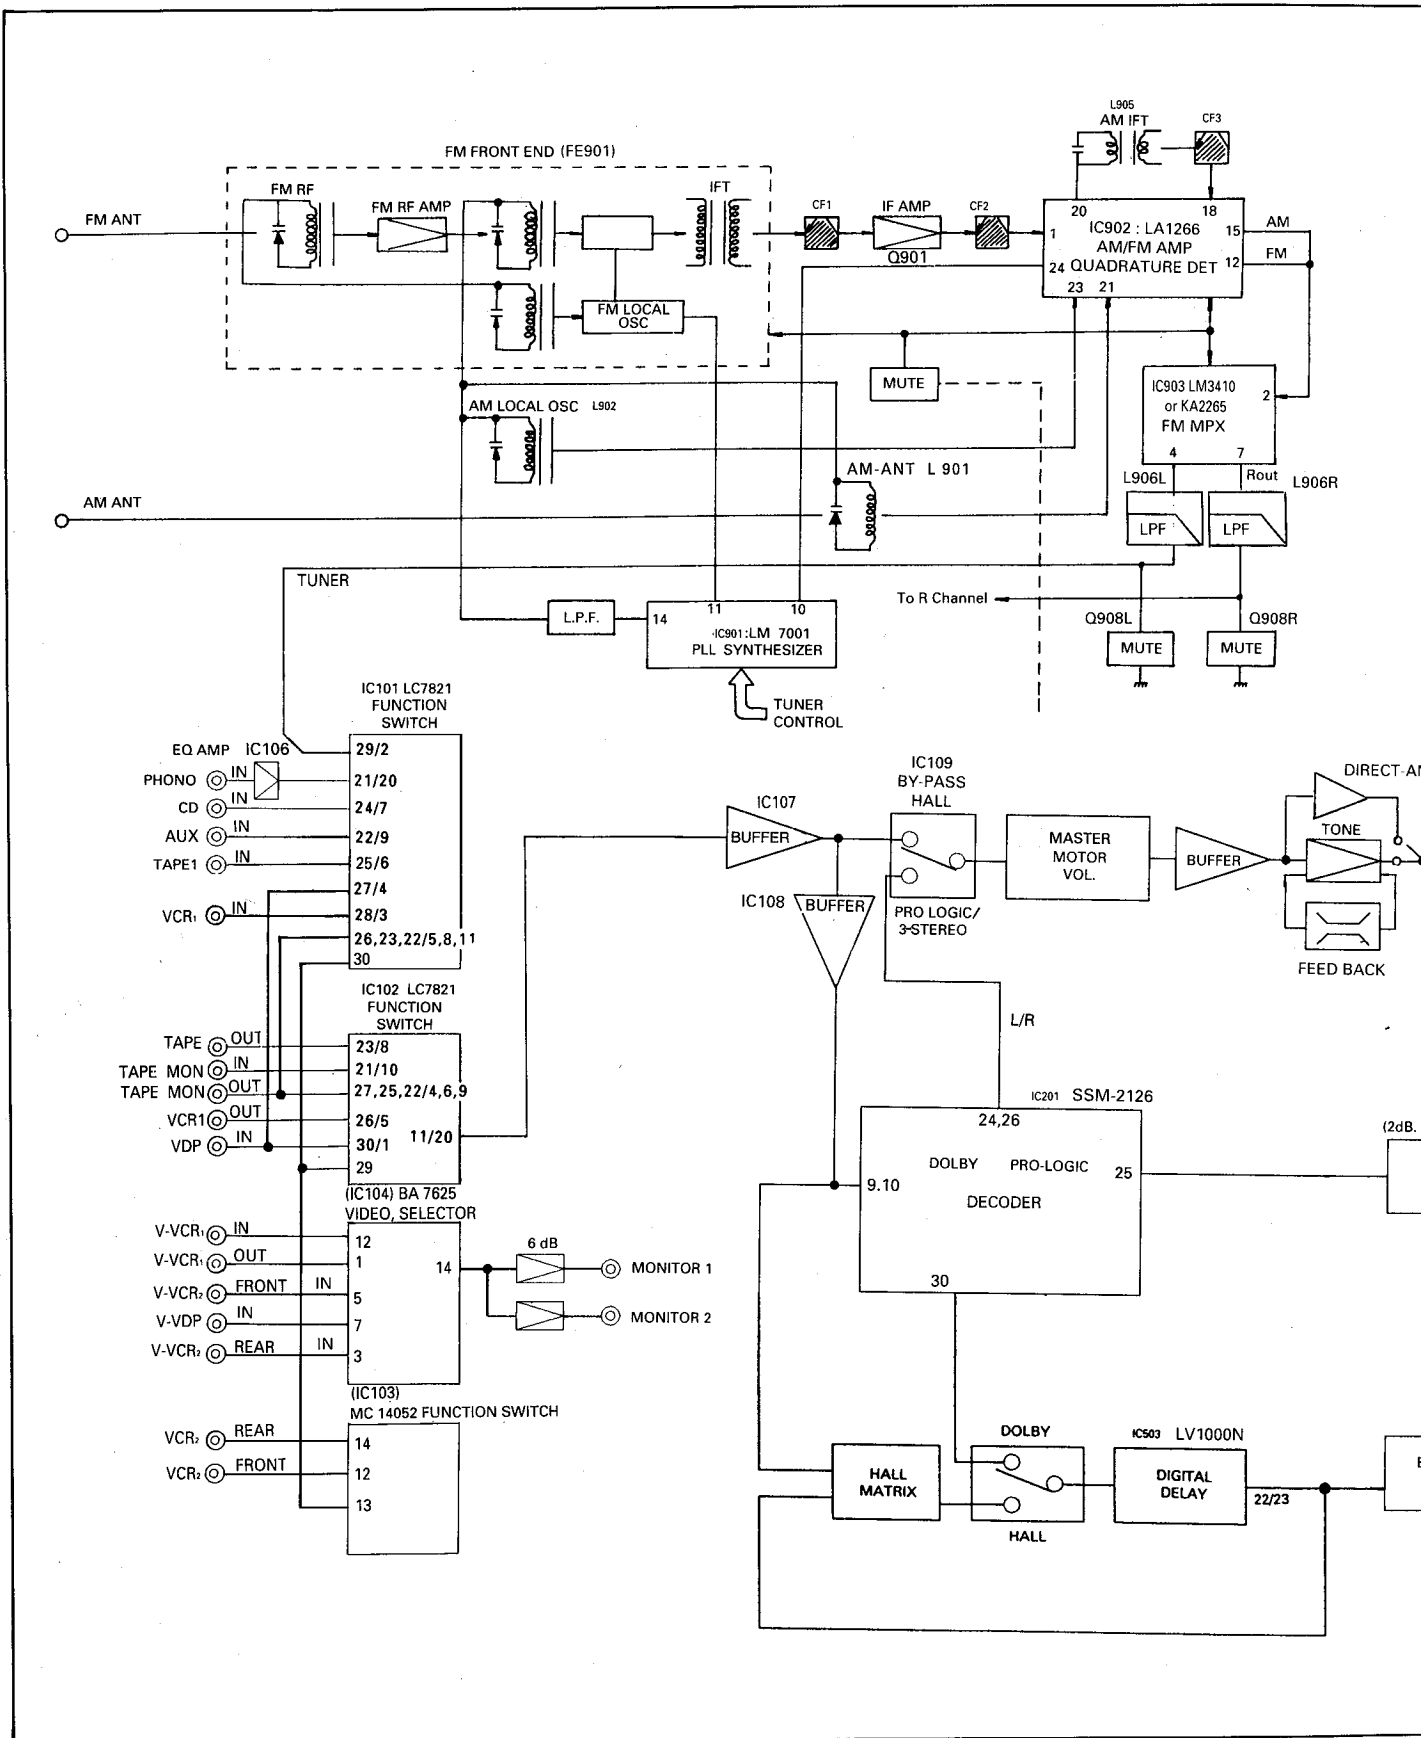 L905
AM IFT
CF3
FM FRONT END (FE901)
FM RF
IFT
FM ANT
FM RF AMP
CF1
IF AMP
CF2
20
18
1
IC902 : LA1266
15
AM
AM/FM AMP
Q901
24
QUADRATURE DET
12
FM
23
21
FM LOCAL
OSC
MUTE
IC903 LM3410
or KA2265
FM MPX
2
4
7
AM LOCAL OSC
L902
AM-ANT L 901
L906L
Rout
L906R
AM ANT
LPF
LPF
TUNER
To R Channel
L.P.F.
14
11
10
IC901:LM 7001
PLL SYNTHESIZER
Q908L
Q908R
MUTE
MUTE
TUNER
CONTROL
IC101 LC7821
FUNCTION
SWITCH
EQ AMP
IC106
29/2
PHONO
IN
21/20
CD
IN
24/7
AUX
IN
22/9
TAPE1
IN
25/6
27/4
VCR1
IN
28/3
26,23,22/5,8,11
30
IC107
BUFFER
IC109
BY-PASS
HALL
MASTER
MOTOR
VOL.
BUFFER
DIRECT-AM
TONE
IC108
BUFFER
PRO LOGIC/
3-STEREO
FEED BACK
IC102 LC7821
FUNCTION
SWITCH
L/R
TAPE
OUT
23/8
TAPE MON
IN
21/10
TAPE MON
OUT
27,25,22/4,6,9
VCR1
OUT
26/5
11/20
VDP
IN
30/1
29
IC201 SSM-2126
24,26
(2dB.
DOLBY PRO-LOGIC
25
9.10
DECODER
30
(IC104) BA 7625
VIDEO, SELECTOR
V-VCR1
IN
12
V-VCR1
OUT
1
14
6 dB
MONITOR 1
V-VCR2
FRONT
IN
5
V-VDP
IN
7
MONITOR 2
V-VCR2
REAR
IN
3
(IC103)
MC 14052 FUNCTION SWITCH
VCR2
REAR
14
VCR2
FRONT
12
13
DOLBY
IC503 LV1000N
HALL
MATRIX
DIGITAL
DELAY
22/23
HALL